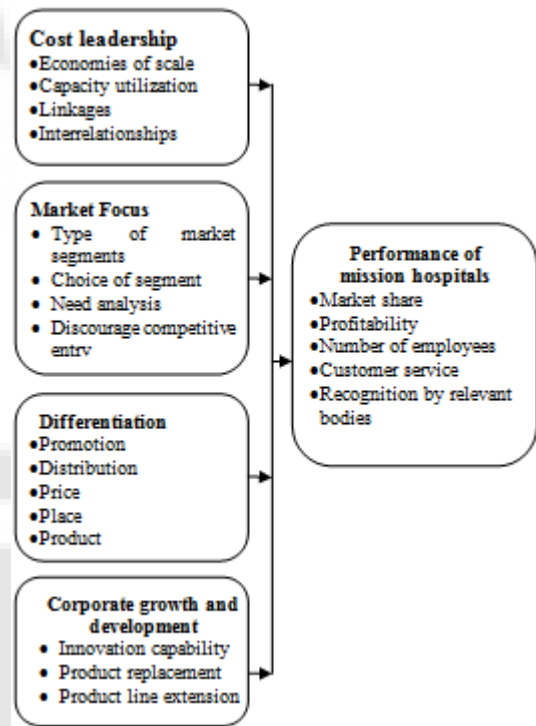 Cost leadership
•Economies of scale
•Capacity utilization
•Linkages
•Interrelationships
Market Focus
• Type of market
segments
• Choice of segment
• Need analysis
• Discourage competitive
entry
Differentiation
•Promotion
•Distribution
•Price
•Place
•Product
Corporate growth and
development
• Innovation capability
• Product replacement
• Product line extension
Performance of
mission hospitals
•Market share
•Profitability
•Number of employees
•Customer service
•Recognition by relevant
bodies